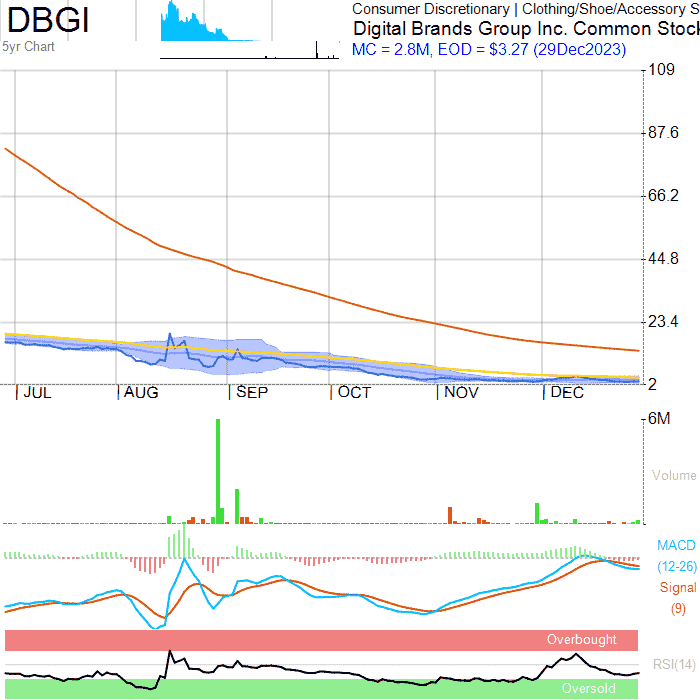 DBGI
5yr Chart
Consumer Discretionary | Clothing/Shoe/Accessory S
Digital Brands Group Inc. Common Stock
MC = 2.8M, EOD = $3.27 (29Dec2023)
109
87.6
66.2
44.8
23.4
2
JUL AUG SEP OCT NOV DEC
6M
Volume
MACD
(12-26)
Signal
(9)
Overbought
RSI(14)
Oversold